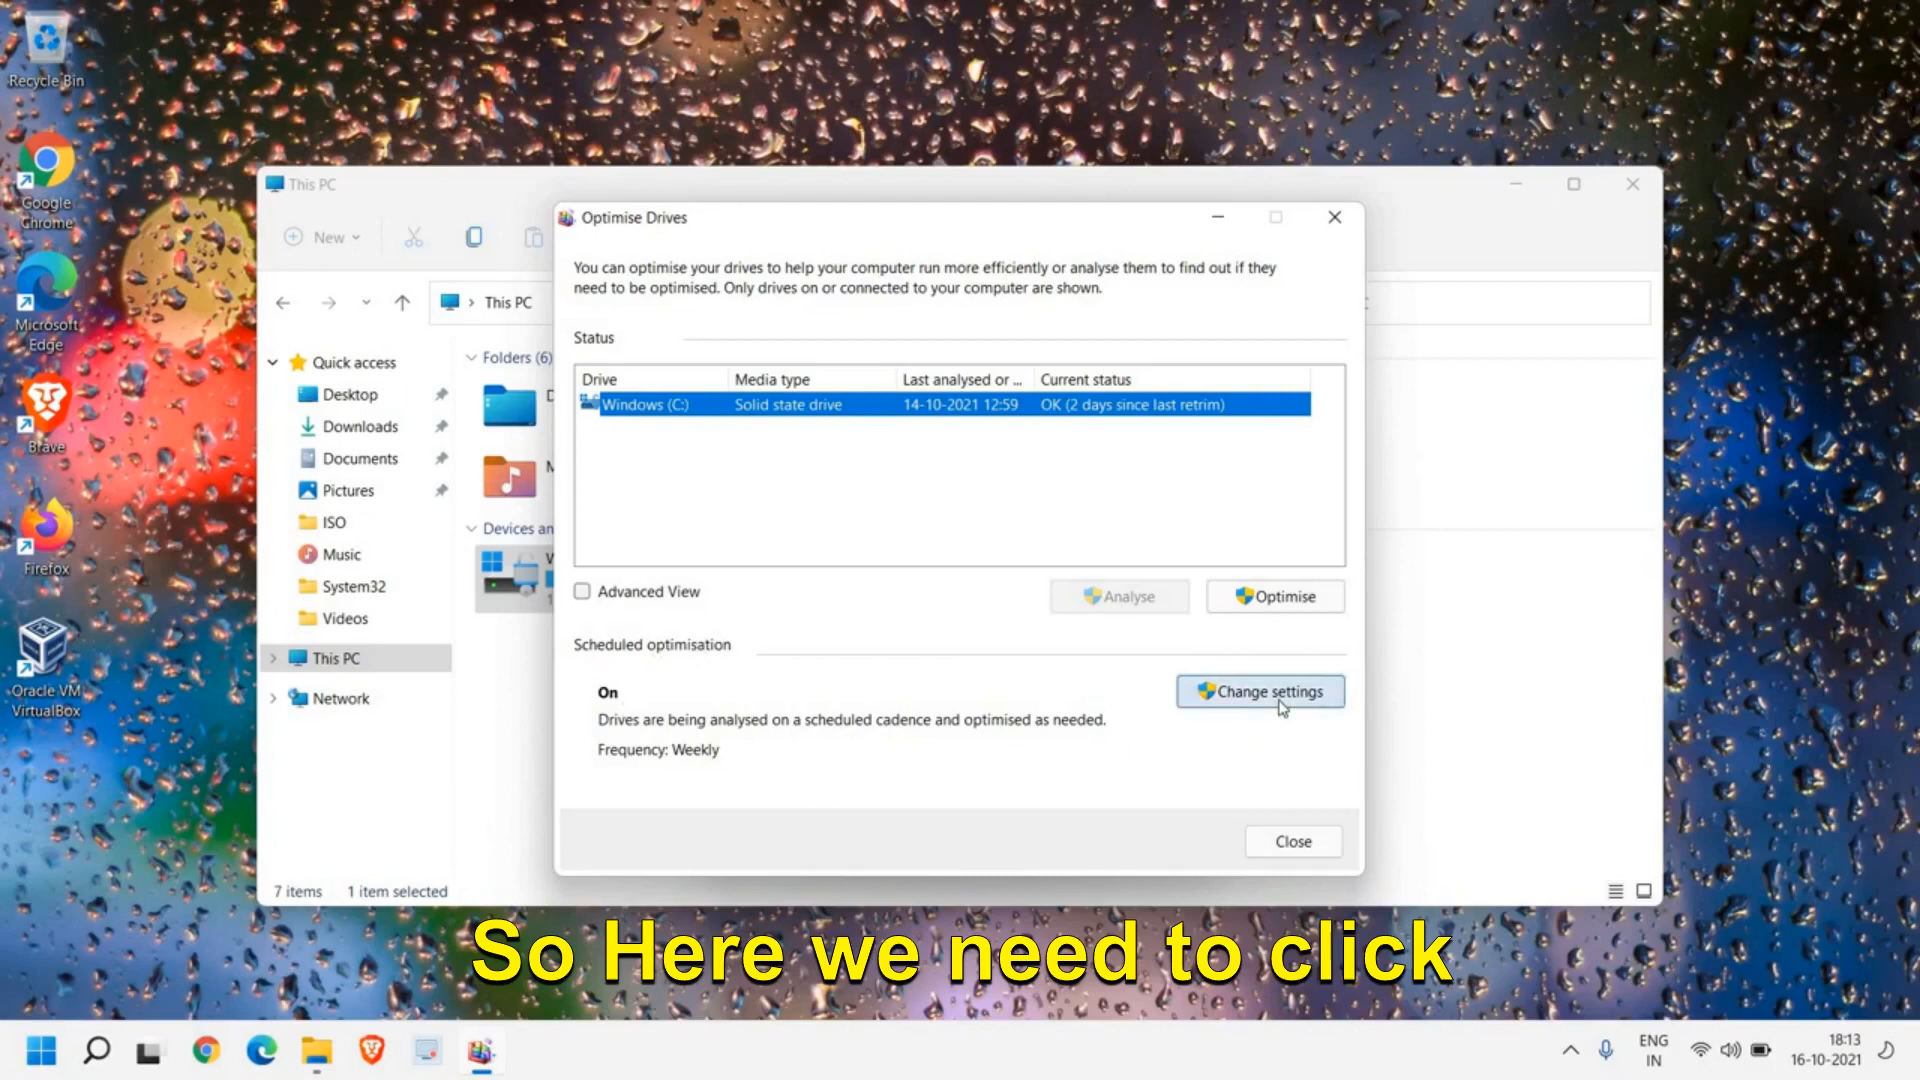 Recycle Bin
Google
Chrome
Microsoft
Edge
Brave
Firefox
Oracle VM
VirtualBox
This PC
New
This PC
Quick access
Desktop
Downloads
Documents
Pictures
ISO
Music
System32
Videos
This PC
Network
Folders (6)
Devices an
7 items 1 item selected
Optimise Drives
You can optimise your drives to help your computer run more efficiently or analyse them to find out if they
need to be optimised. Only drives on or connected to your computer are shown.
Status
Drive Media type Last analysed or ... Current status
Windows (C:) Solid state drive 14-10-2021 12:59 OK (2 days since last retrim)
Advanced View
Analyse
Optimise
Scheduled optimisation
On
Change settings
Drives are being analysed on a scheduled cadence and optimised as needed.
Frequency: Weekly
Close
So Here we need to click
ENG
IN
18:13
16-10-2021